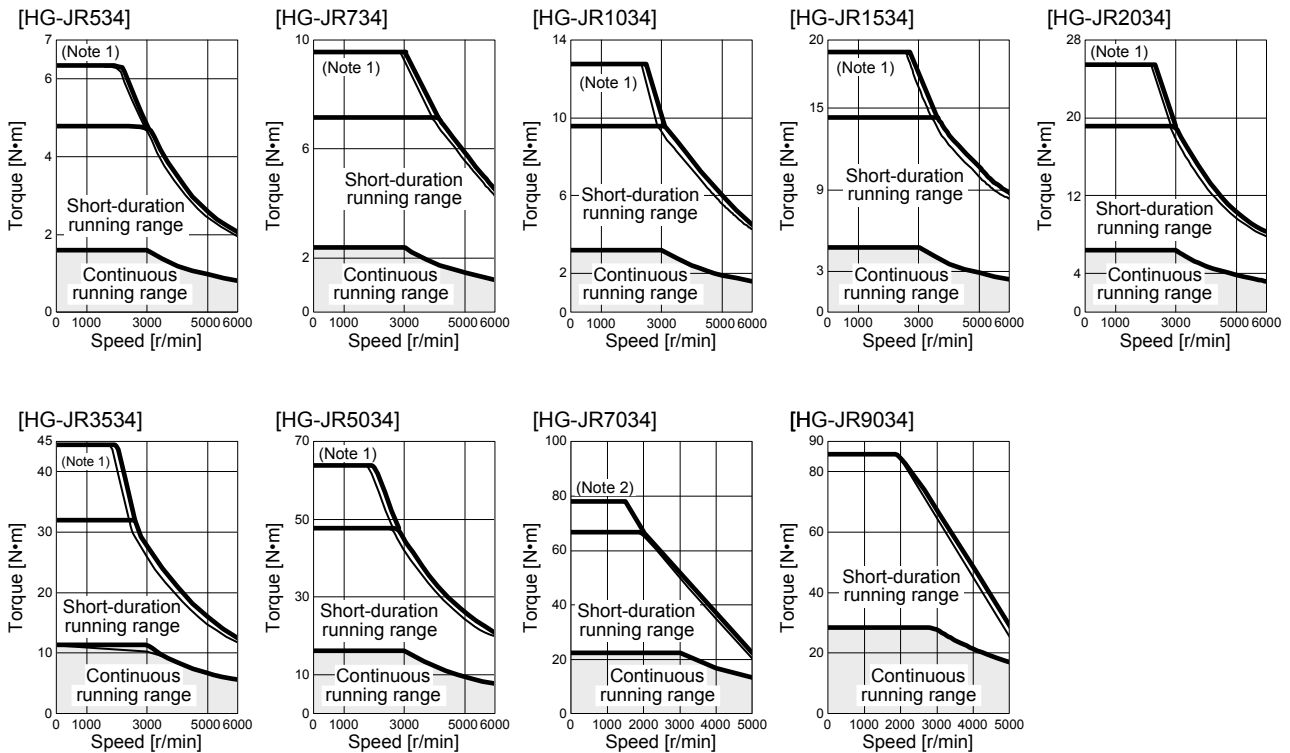 [HG-JR534]
7
6
4
2
0
Torque [N•m]
(Note 1)
Short-duration
running range
Continuous
running range
0 1000 3000 5000 6000
Speed [r/min]
[HG-JR734]
10
6
2
0
Torque [N•m]
(Note 1)
Short-duration
running range
Continuous
running range
0 1000 3000 5000 6000
Speed [r/min]
[HG-JR1034]
14
10
6
2
0
Torque [N•m]
(Note 1)
Short-duration
running range
Continuous
running range
0 1000 3000 5000 6000
Speed [r/min]
[HG-JR1534]
20
15
9
3
0
Torque [N•m]
(Note 1)
Short-duration
running range
Continuous
running range
0 1000 3000 5000 6000
Speed [r/min]
[HG-JR2034]
28
20
12
4
0
Torque [N•m]
(Note 1)
Short-duration
running range
Continuous
running range
0 1000 3000 5000 6000
Speed [r/min]
[HG-JR3534]
45
40
30
20
10
0
Torque [N•m]
(Note 1)
Short-duration
running range
Continuous
running range
0 1000 3000 5000 6000
Speed [r/min]
[HG-JR5034]
70
50
30
10
0
Torque [N•m]
(Note 1)
Short-duration
running range
Continuous
running range
0 1000 3000 5000 6000
Speed [r/min]
[HG-JR7034]
100
80
60
40
20
0
Torque [N•m]
(Note 2)
Short-duration
running range
Continuous
running range
0 1000 2000 3000 4000 5000
Speed [r/min]
[HG-JR9034]
90
80
60
40
20
0
Torque [N•m]
Short-duration
running range
Continuous
running range
0 1000 2000 3000 4000 5000
Speed [r/min]